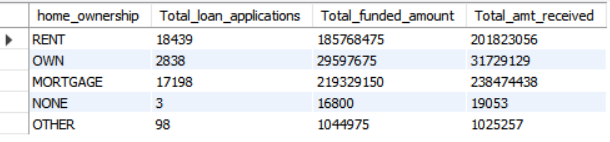 home_ownership Total_loan_applications Total_funded_amount Total_amt_received
RENT 18439 185768475 201823056
OWN 2838 29597675 31729129
MORTGAGE 17198 219329150 238474438
NONE 3 16800 19053
OTHER 98 1044975 1025257